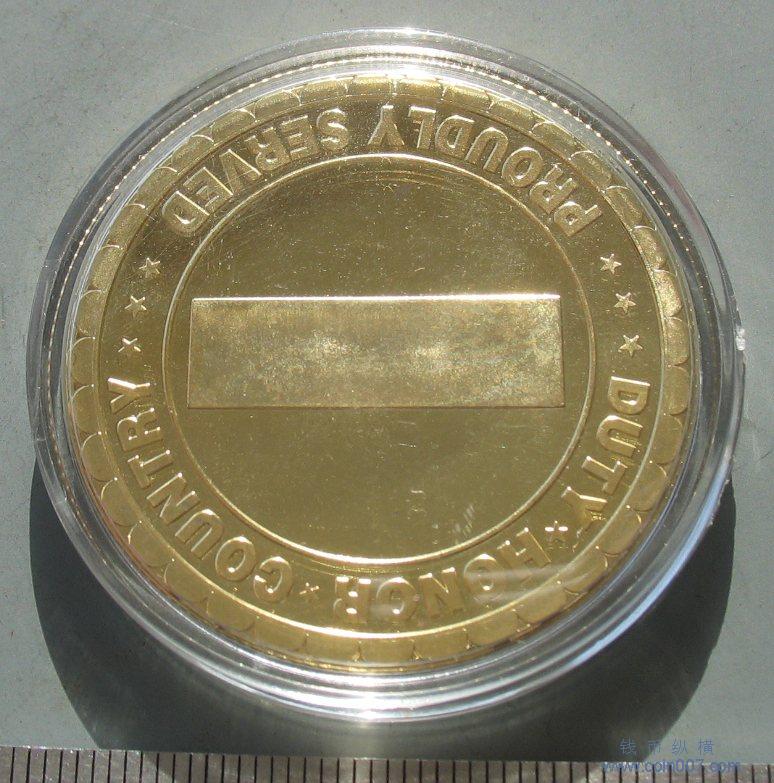 DUTY HONOR COUNTRY
PROUDLY SERVED
钱币纵横
www.coin007.com